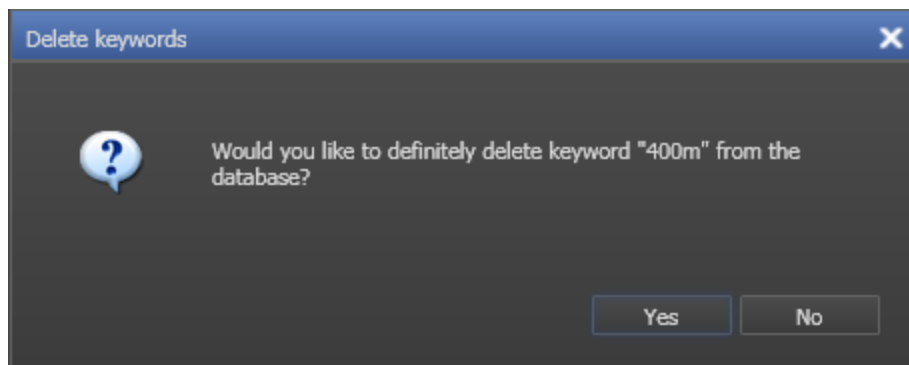 Delete keywords
Would you like to definitely delete keyword "400m" from the
database?
Yes
No